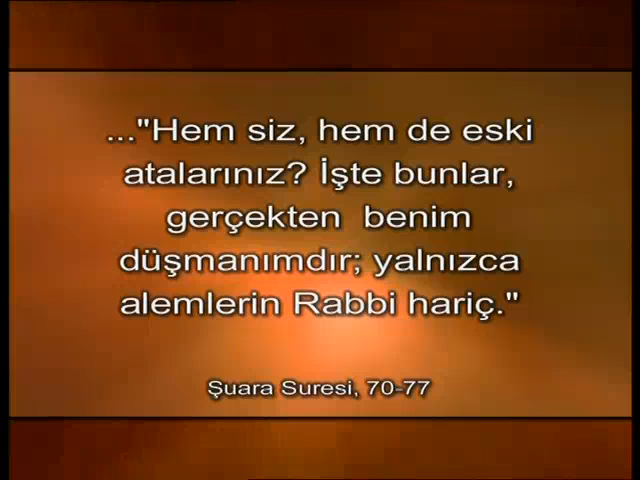 ..."Hem siz, hem de eski
atalarınız? İşte bunlar,
gerçekten benim
düşmanımdır; yalnızca
alemlerin Rabbi hariç."
Şuara Suresi, 70-77